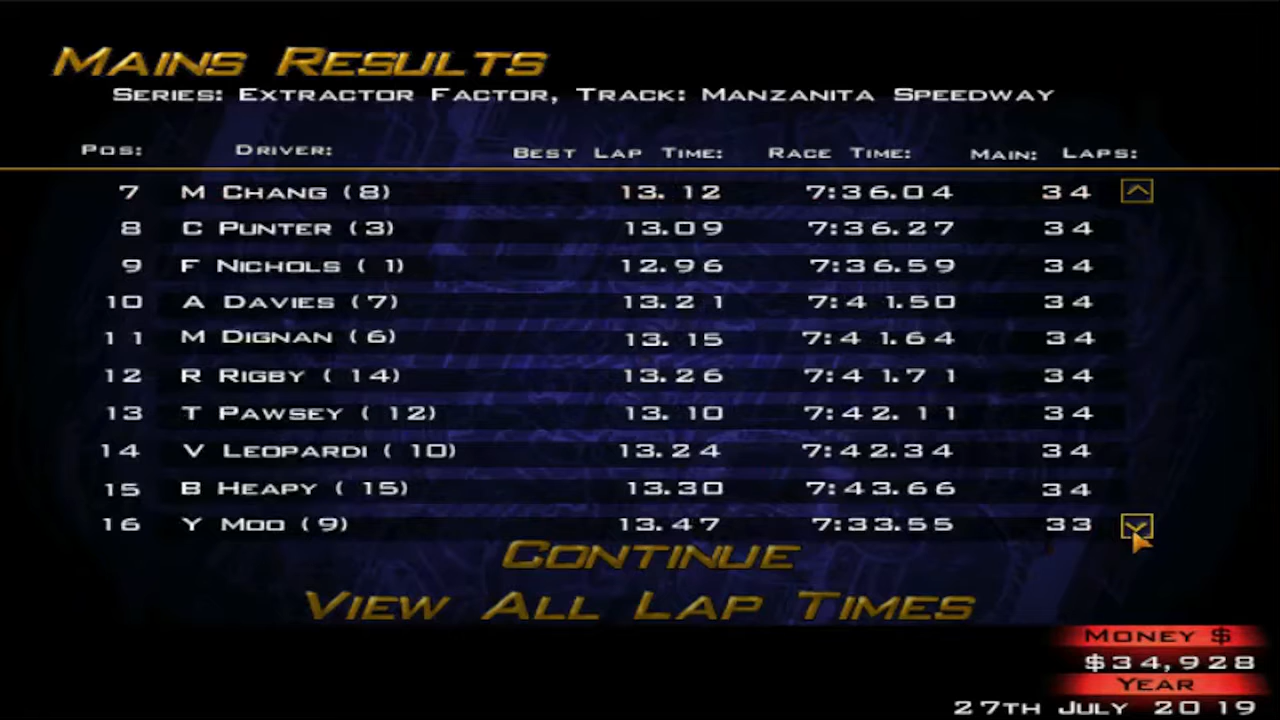 Mains Results
Series: Extractor Factor, Track: Manzanita Speedway
Pos: Driver: Best Lap Time: Race Time: Main: Laps:
7 M Chang (8) 13.12 7:36.04 34
8 C Punter (3) 13.09 7:36.27 34
9 F Nichols (1) 12.96 7:36.59 34
10 A Davies (7) 13.21 7:41.50 34
11 M Dignan (6) 13.15 7:41.64 34
12 R Rigby (14) 13.26 7:41.71 34
13 T Pawsey (12) 13.10 7:42.11 34
14 V Leopardi (10) 13.24 7:42.34 34
15 B Heapy (15) 13.30 7:43.66 34
16 Y Moo (9) 13.47 7:33.55 33
Continue
View All Lap Times
Money $
$34,928
Year
27th July 2019